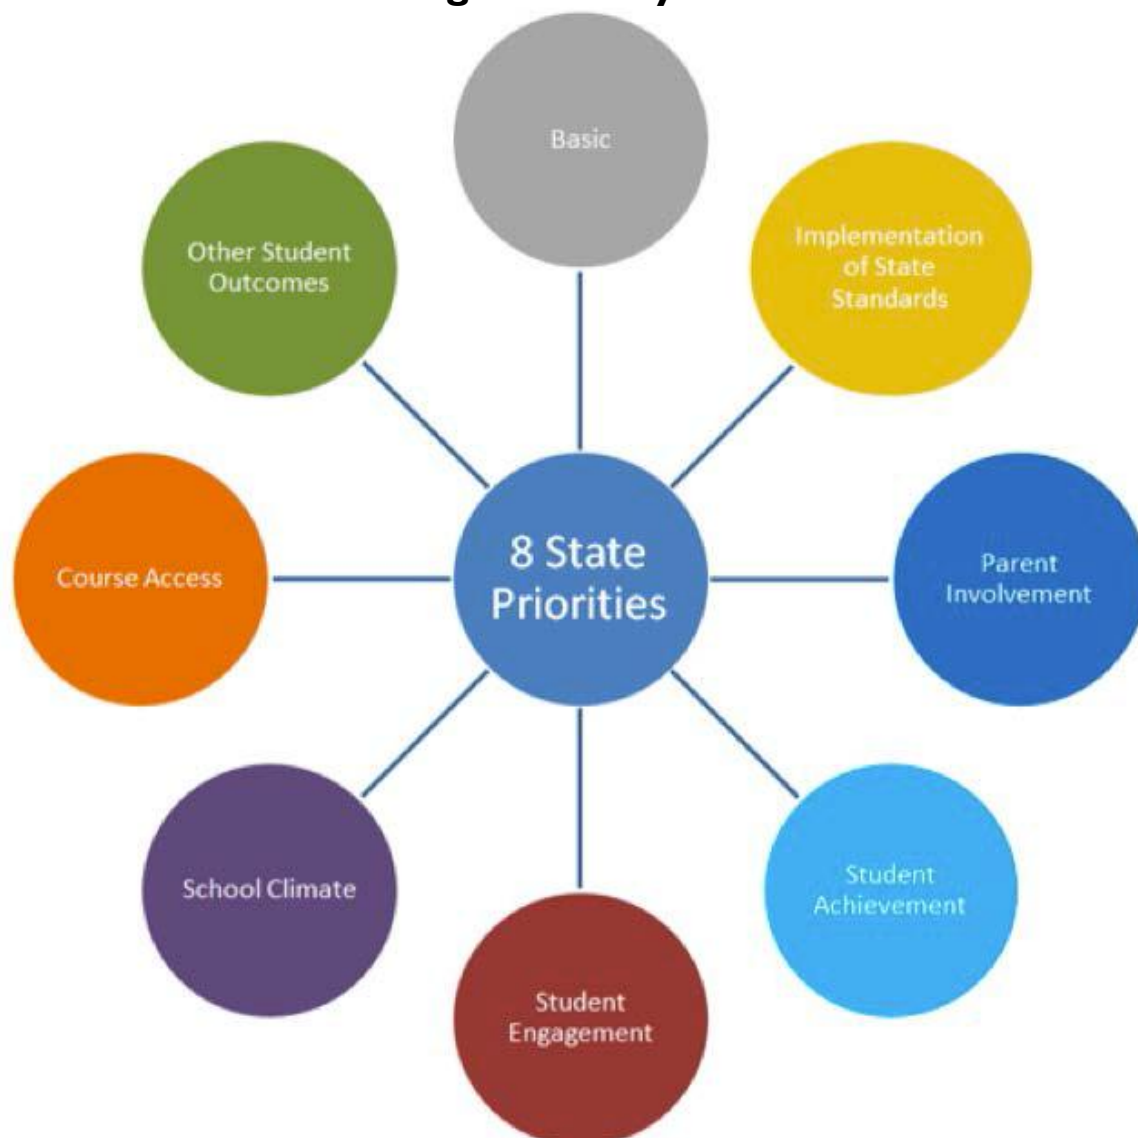 Basic
Implementation
of State
Standards
Parent
Involvement
Student
Achievement
Student
Engagement
School Climate
Course Access
Other Student
Outcomes
8 State
Priorities